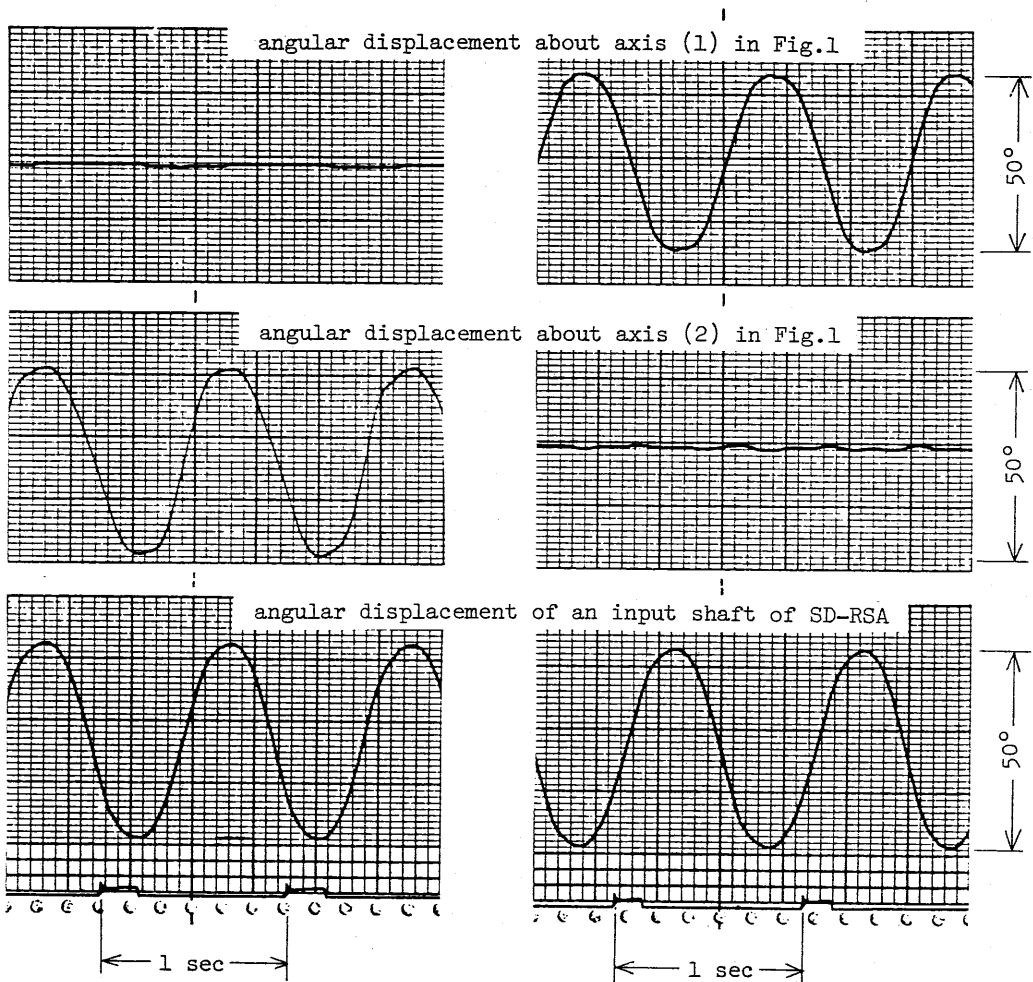 angular displacement about axis (1) in Fig.1
50°
angular displacement about axis (2) in Fig.1
50°
angular displacement of an input shaft of SD-RSA
50°
1 sec
1 sec